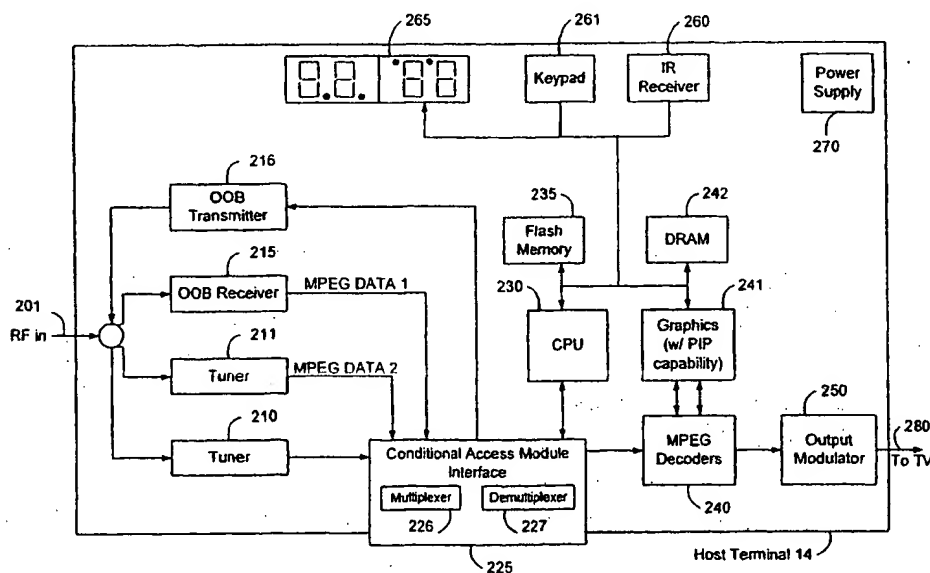 265
261
260
Keypad
IR
Receiver
Power
Supply
270
216
OOB
Transmitter
235
Flash
Memory
242
DRAM
215
OOB Receiver
MPEG DATA 1
201
RF in
230
CPU
241
Graphics
(w/ PIP
capability)
211
Tuner
MPEG DATA 2
250
Output
Modulator
280
To TV
210
Tuner
Conditional Access Module
Interface
Multiplexer
226
Demultiplexer
227
MPEG
Decoders
240
225
Host Terminal 14